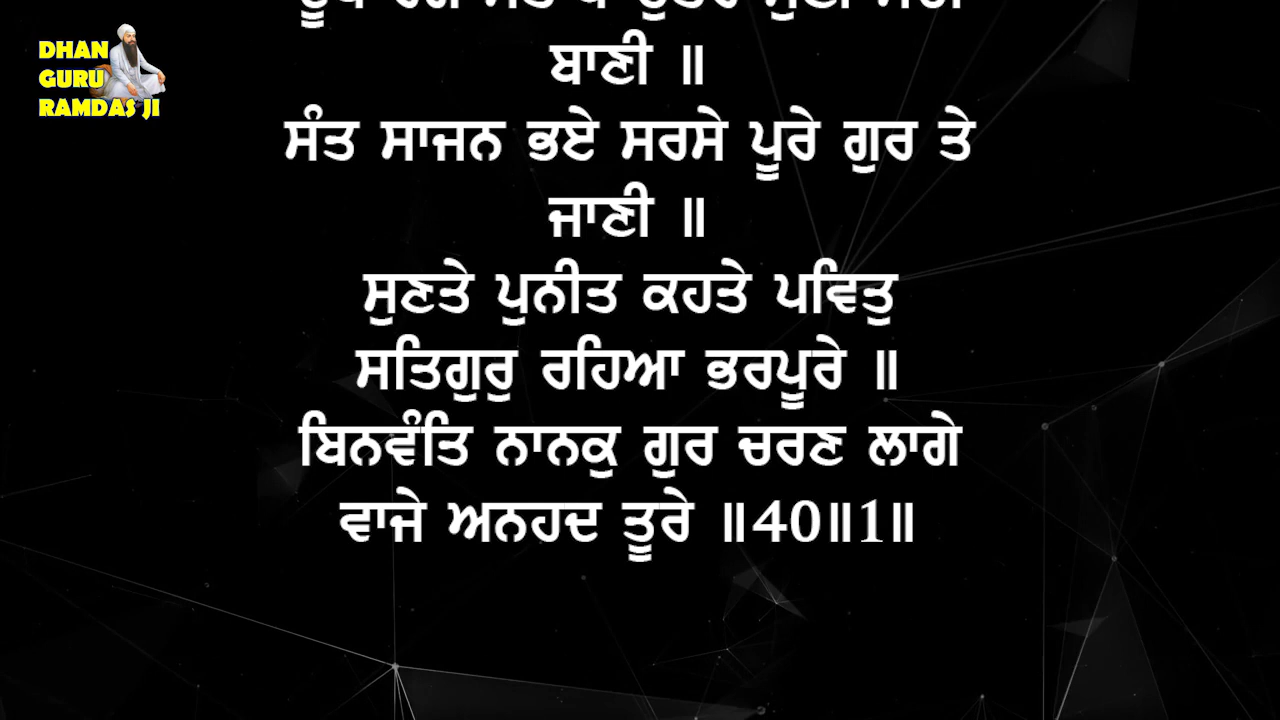 DHAN
GURU
RAMDAS JI
ਬਾਣੀ ॥
ਸੰਤ ਸਾਜਨ ਭਏ ਸਰਸੇ ਪੂਰੇ ਗੁਰ ਤੇ
ਜਾਣੀ ॥
ਸੁਣਤੇ ਪੁਨੀਤ ਕਹਤੇ ਪਵਿਤੁ
ਸਤਿਗੁਰੁ ਰਹਿਆ ਭਰਪੂਰੇ ॥
ਬਿਨਵੰਤਿ ਨਾਨਕੁ ਗੁਰ ਚਰਣ ਲਾਗੇ
ਵਾਜੇ ਅਨਹਦ ਤੂਰੇ ॥40॥1॥